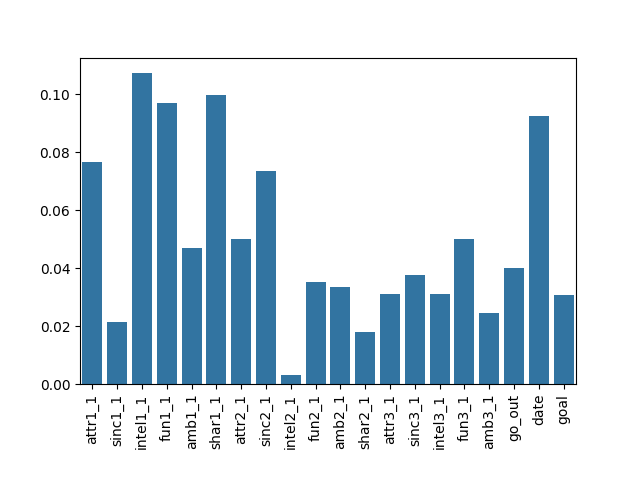 0.10
0.08
0.06
0.04
0.02
0.00
attr1_1
sinc1_1
intel1_1
fun1_1
amb1_1
shar1_1
attr2_1
sinc2_1
intel2_1
fun2_1
amb2_1
shar2_1
attr3_1
sinc3_1
intel3_1
fun3_1
amb3_1
go_out
date
goal